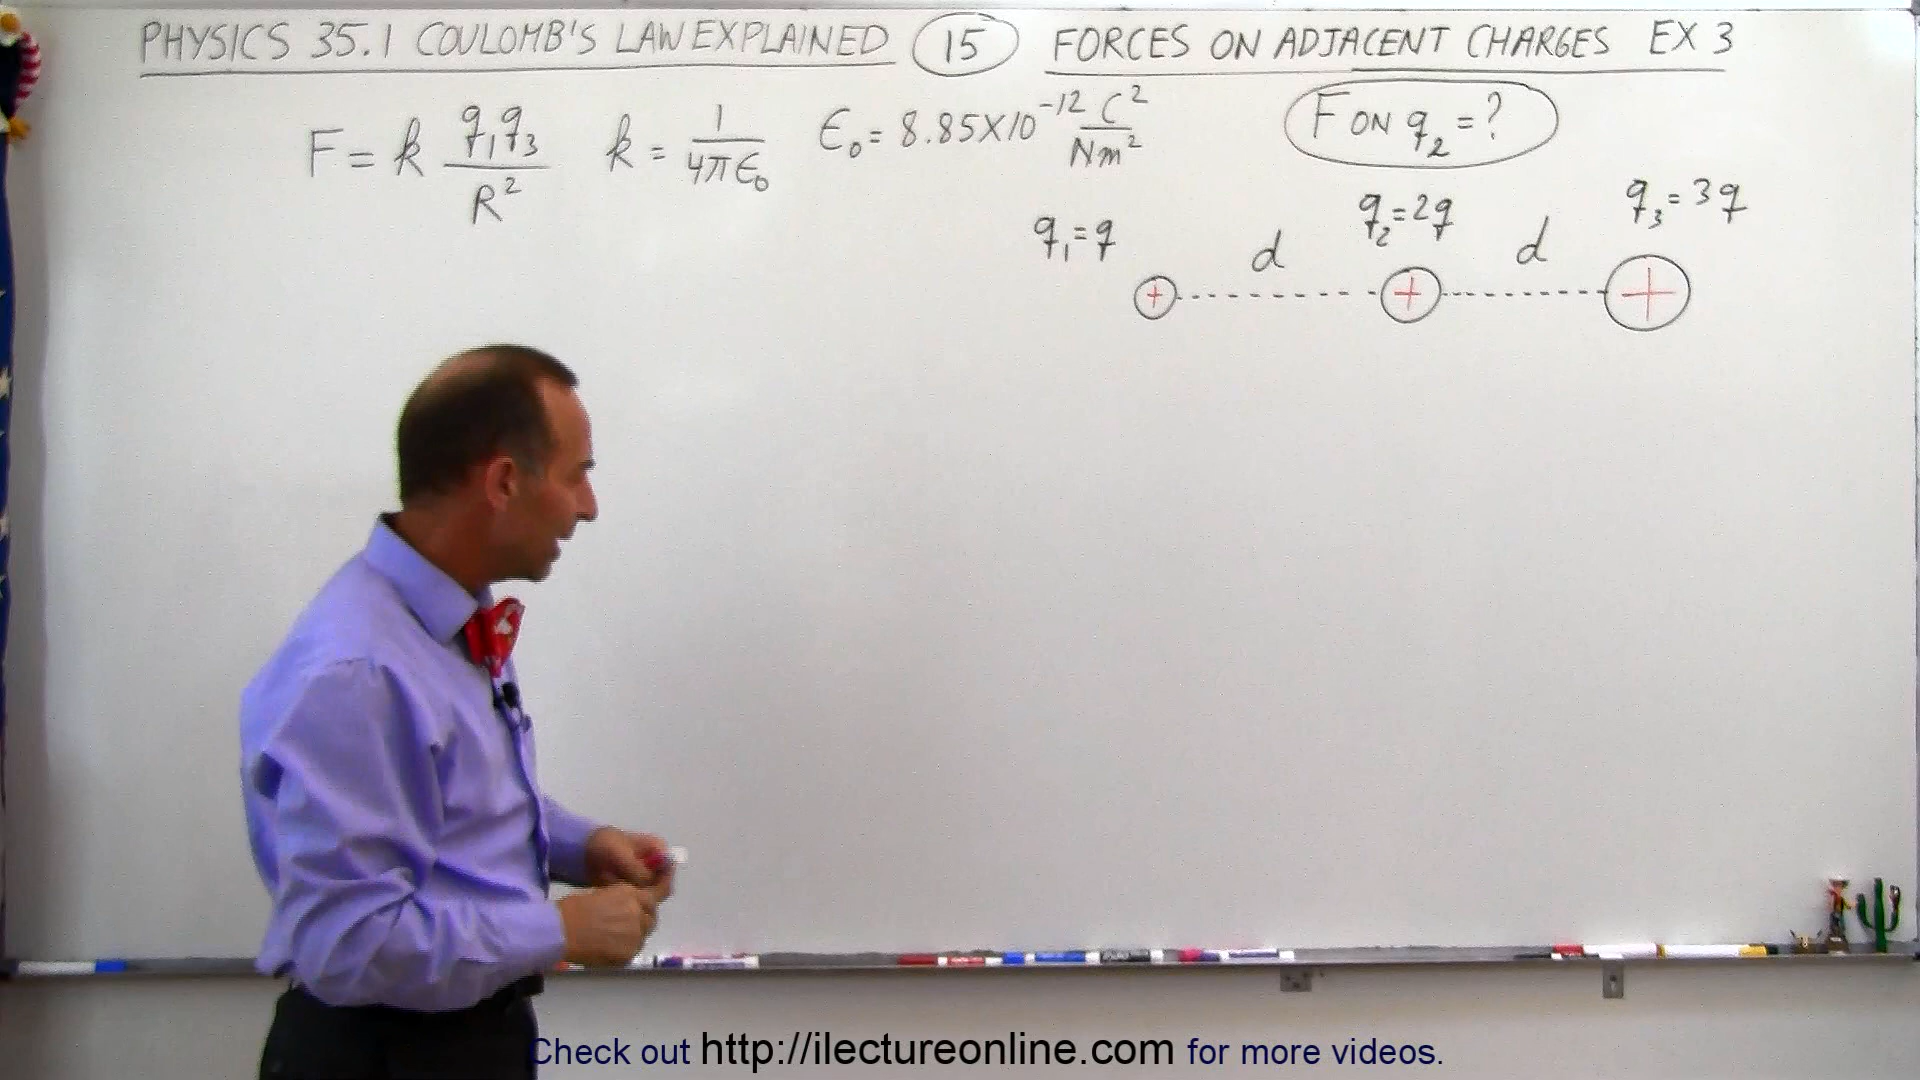 PHYSICS 35.1 COULOMB'S LAW EXPLAINED 15 FORCES ON ADJACENT CHARGES EX 3
F = k q₁q₃ / R² k = 1 / 4πϵ₀ ϵ₀ = 8.85×10⁻¹² C² / Nm² F ON q₂ = ?
q₁ = q d q₂ = 2q d q₃ = 3q
+ + +
Check out http://ilectureonline.com for more videos.